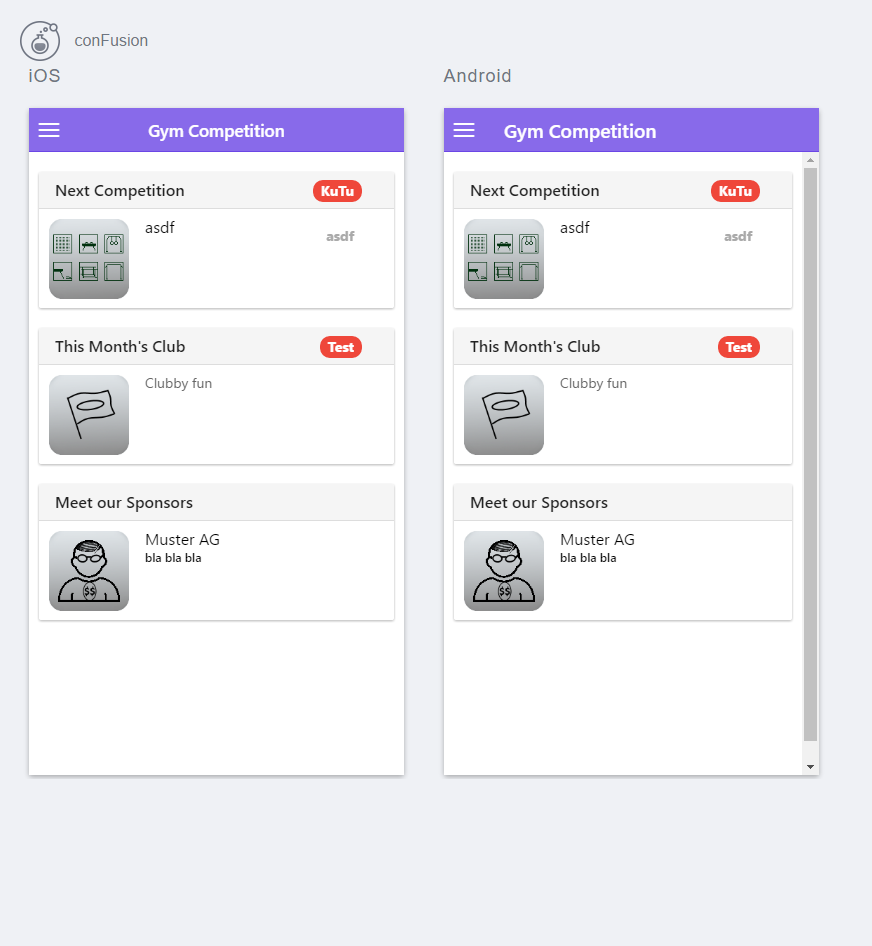 conFusion
iOS
Gym Competition
Next Competition KuTu
asdf
asdf
This Month's Club Test
Clubby fun
Meet our Sponsors
Muster AG
bla bla bla
$$
Android
Gym Competition
Next Competition KuTu
asdf
asdf
This Month's Club Test
Clubby fun
Meet our Sponsors
Muster AG
bla bla bla
$$